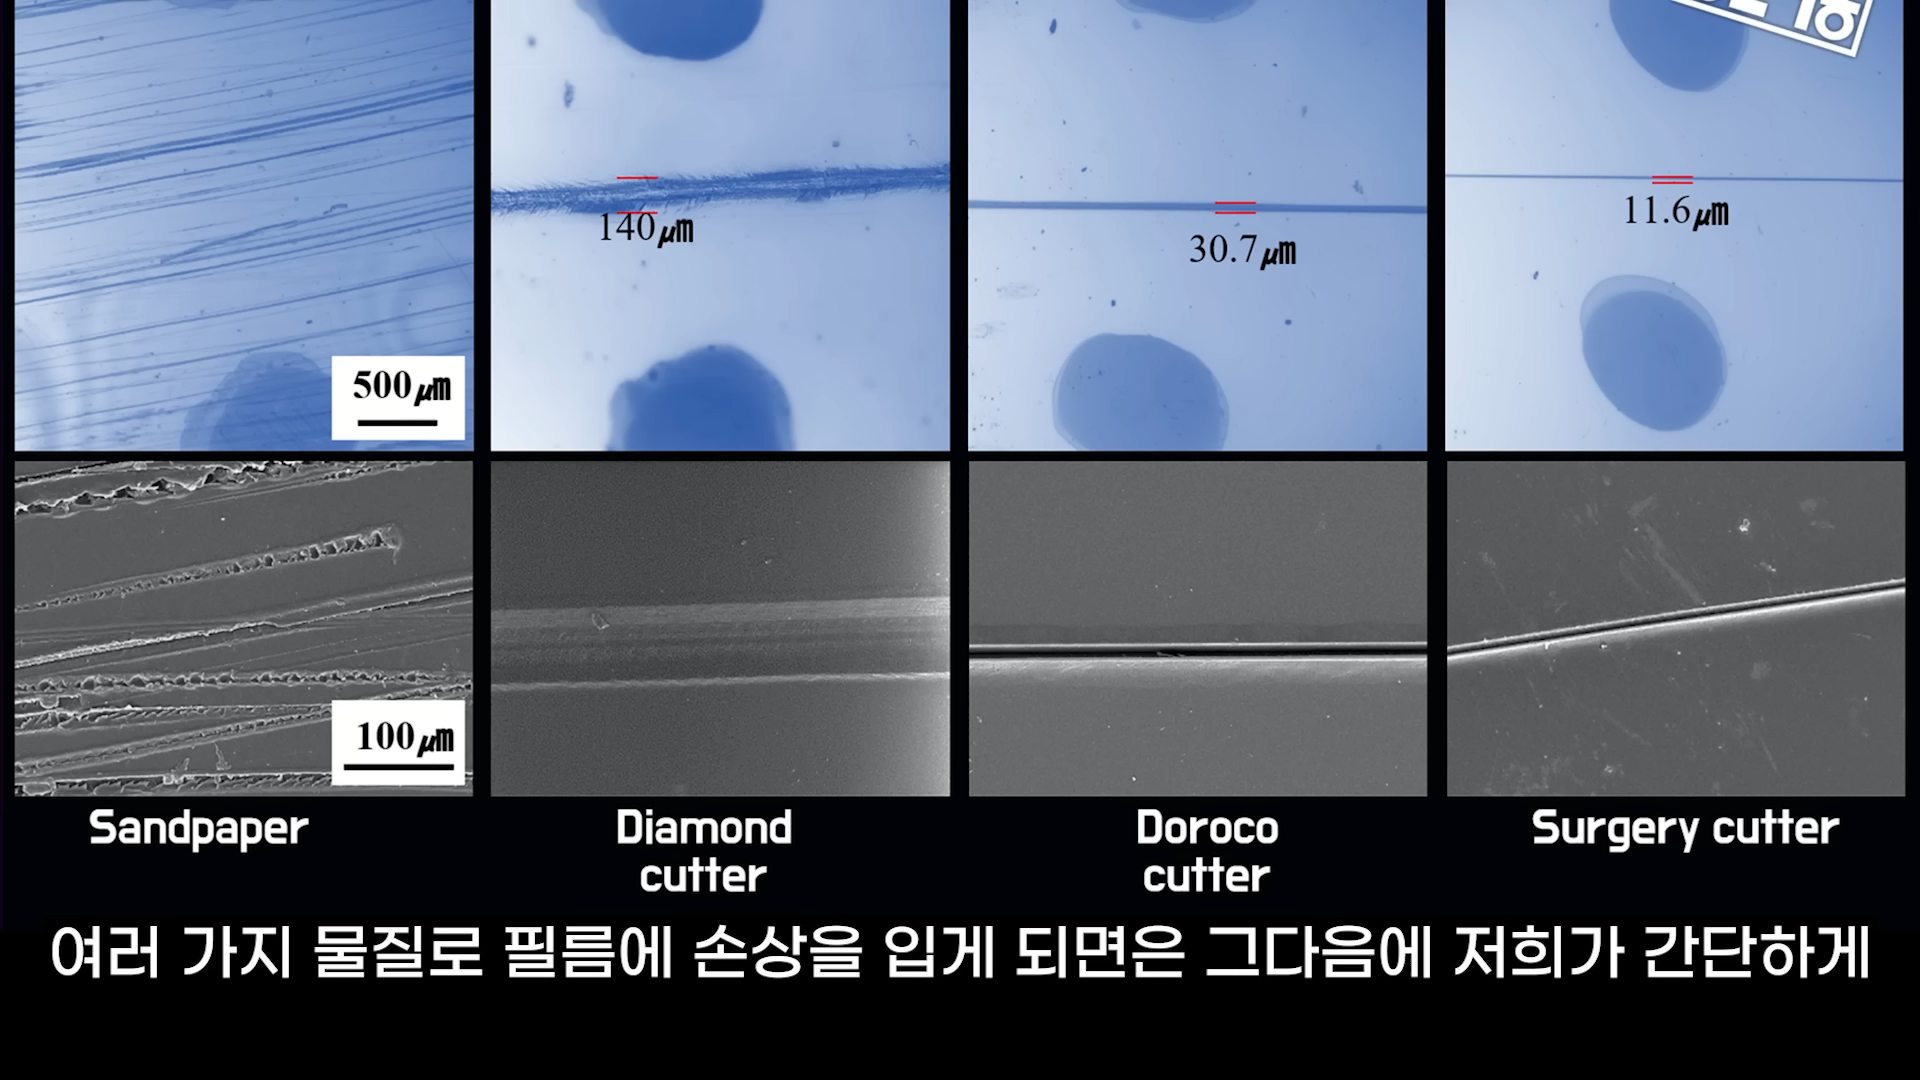 140㎛
30.7㎛
11.6㎛
500㎛
100㎛
Sandpaper
Diamond
cutter
Doroco
cutter
Surgery cutter
여러 가지 물질로 필름에 손상을 입게 되면은 그다음에 저희가 간단하게